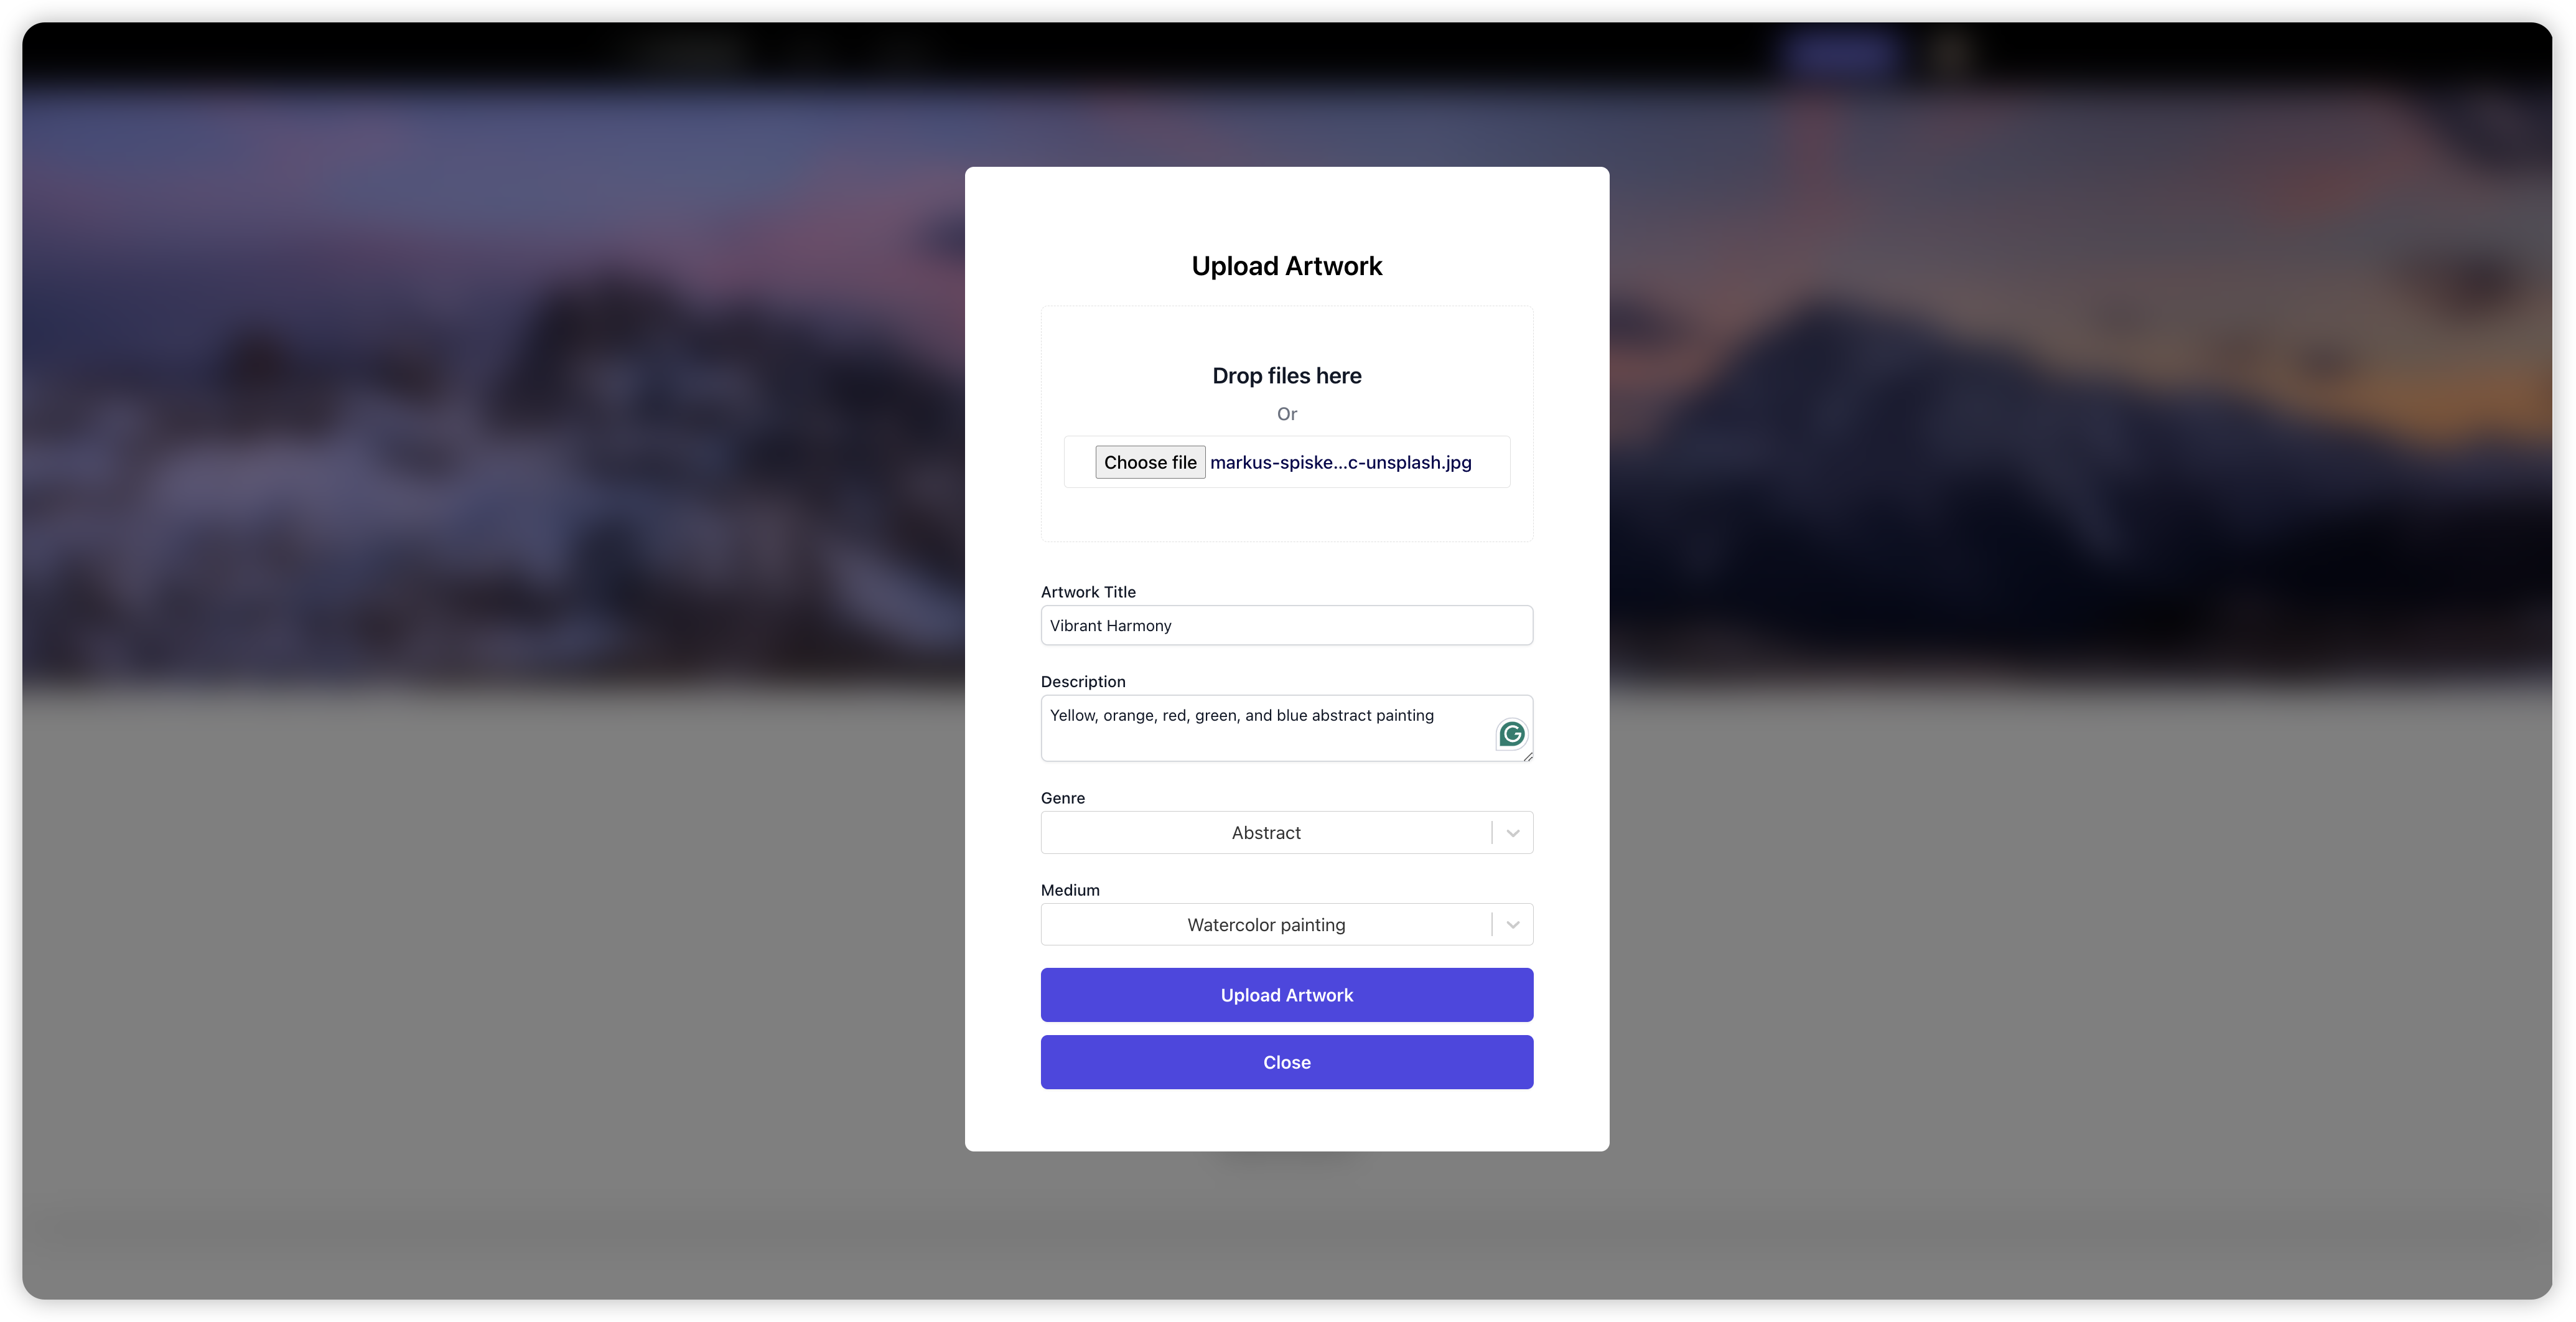 Upload Artwork
Drop files here
Or
Choose file markus-spiske...c-unsplash.jpg
Artwork Title
Vibrant Harmony
Description
Yellow, orange, red, green, and blue abstract painting
Genre
Abstract
Medium
Watercolor painting
Upload Artwork
Close